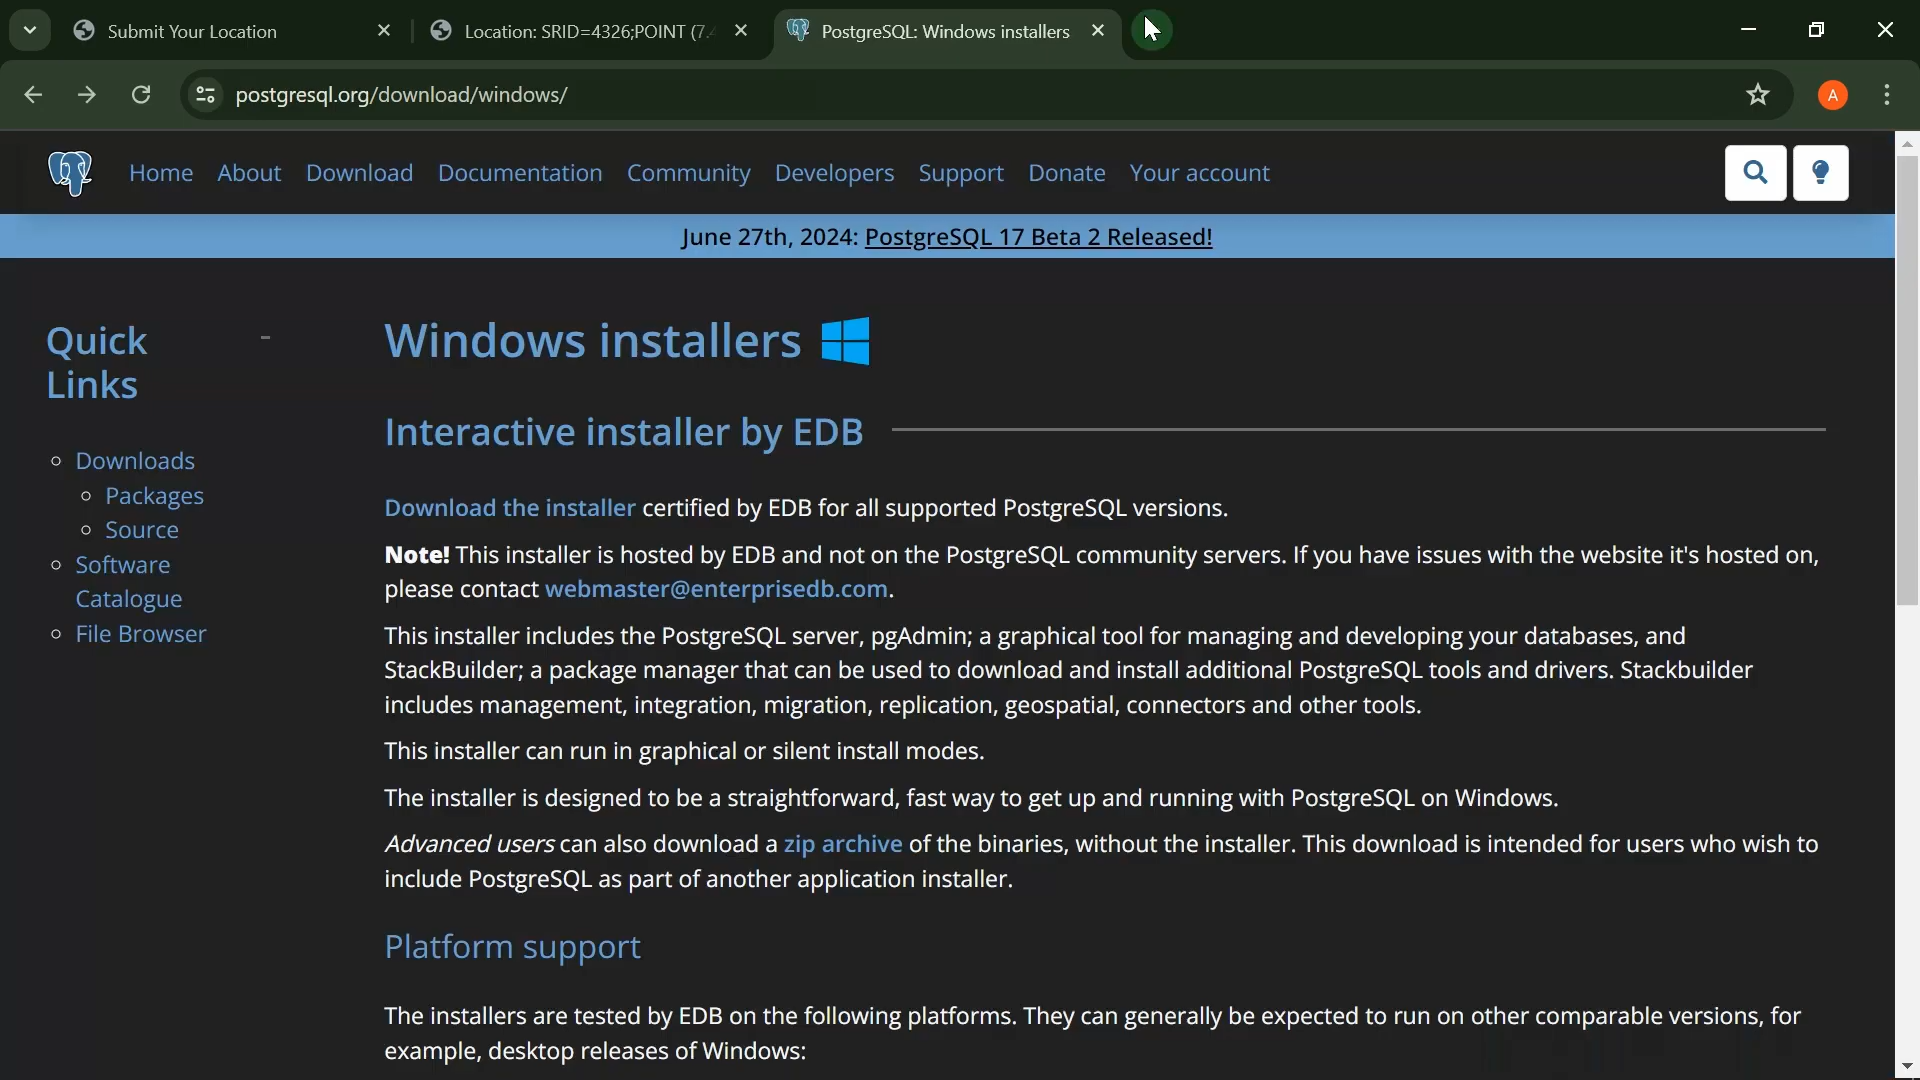 Submit Your Location
Location: SRID=4326;POINT (7.4
PostgreSQL: Windows installers
postgresql.org/download/windows/
A
Home About Download Documentation Community Developers Support Donate Your account
June 27th, 2024: PostgreSQL 17 Beta 2 Released!
Quick
Links
Downloads
Packages
Source
Software
Catalogue
File Browser
Windows installers
Interactive installer by EDB
Download the installer certified by EDB for all supported PostgreSQL versions.
Note! This installer is hosted by EDB and not on the PostgreSQL community servers. If you have issues with the website it's hosted on,
please contact webmaster@enterprisedb.com.
This installer includes the PostgreSQL server, pgAdmin; a graphical tool for managing and developing your databases, and
StackBuilder; a package manager that can be used to download and install additional PostgreSQL tools and drivers. Stackbuilder
includes management, integration, migration, replication, geospatial, connectors and other tools.
This installer can run in graphical or silent install modes.
The installer is designed to be a straightforward, fast way to get up and running with PostgreSQL on Windows.
Advanced users can also download a zip archive of the binaries, without the installer. This download is intended for users who wish to
include PostgreSQL as part of another application installer.
Platform support
The installers are tested by EDB on the following platforms. They can generally be expected to run on other comparable versions, for
example, desktop releases of Windows: